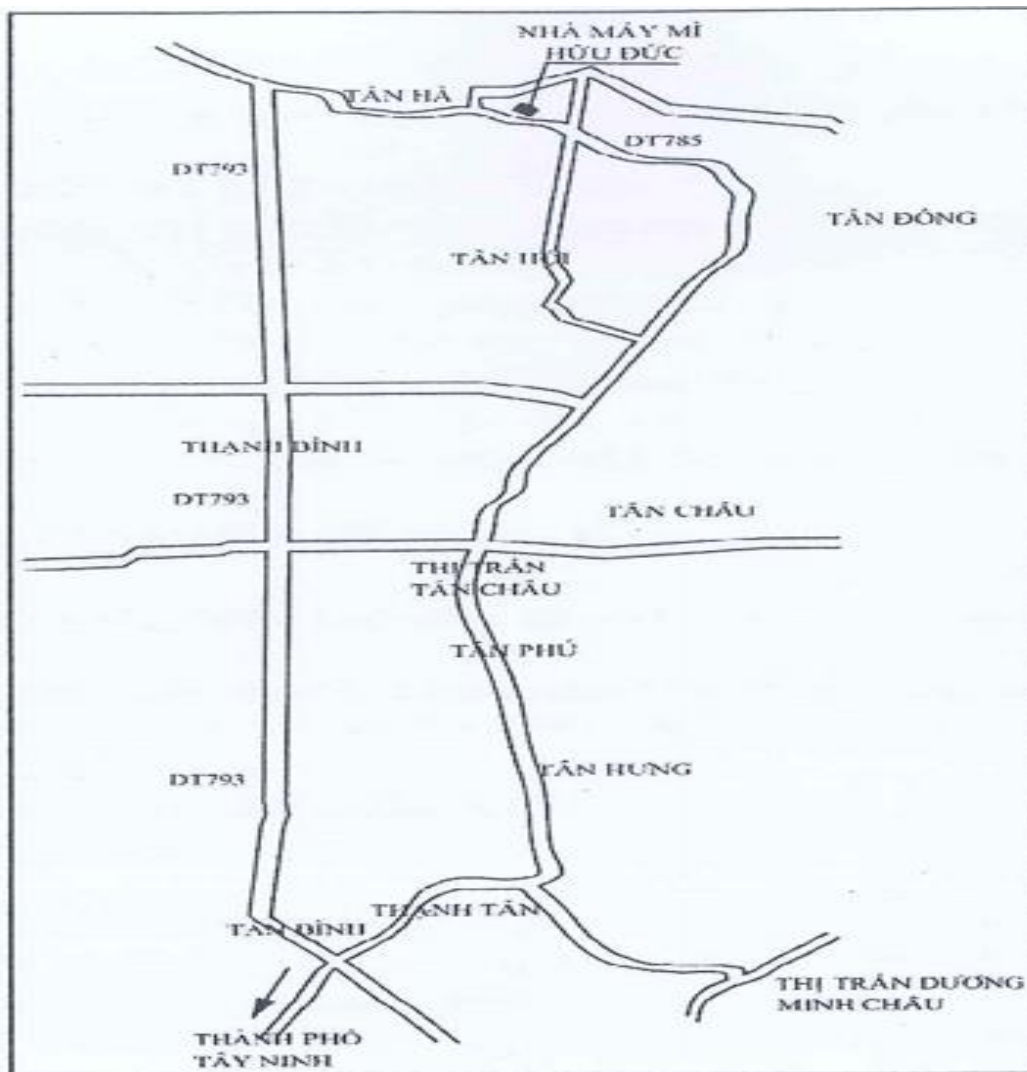 NHÀ MÁY MÌ
HỮU ĐỨC
TÂN HÀ
DT785
DT793
TÂN ĐÔNG
TÂN HỘI
THẠNH BÌNH
DT793
TÂN CHÂU
THỊ TRẤN
TÂN CHÂU
TÂN PHÚ
TÂN HƯNG
DT793
THẠNH TÂN
TÂN BÌNH
THỊ TRẤN DƯƠNG
MINH CHÂU
THÀNH PHỐ
TÂY NINH